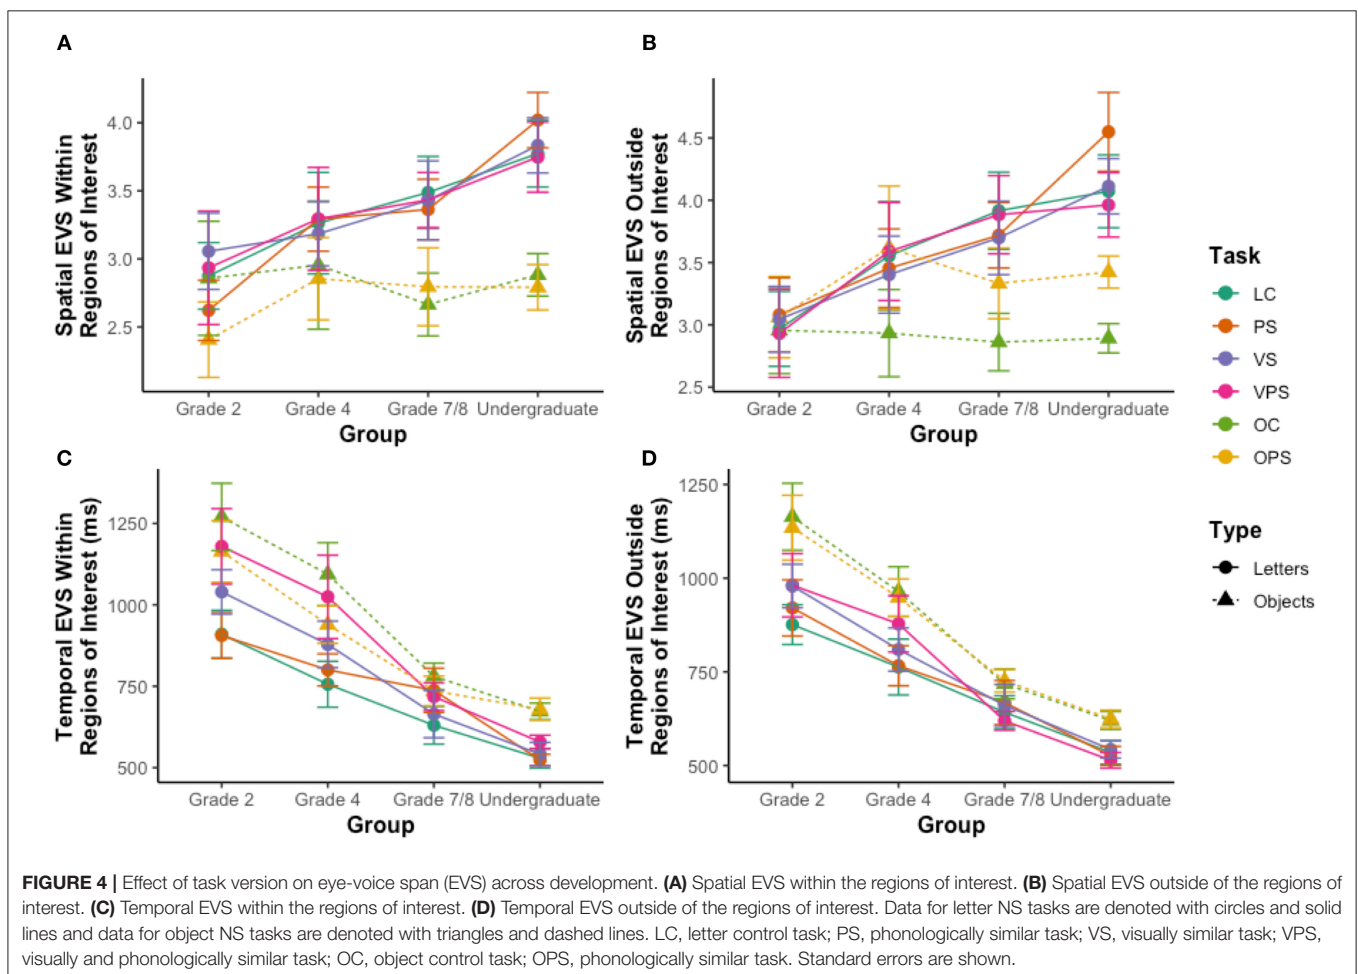 A
Spatial EVS Within
Regions of Interest
4.0
3.5
3.0
2.5
Grade 2
Grade 4
Grade 7/8
Undergraduate
Group
B
Spatial EVS Outside
Regions of Interest
4.5
4.0
3.5
3.0
2.5
Grade 2
Grade 4
Grade 7/8
Undergraduate
Group
C
Temporal EVS Within
Regions of Interest (ms)
1250
1000
750
500
Grade 2
Grade 4
Grade 7/8
Undergraduate
Group
D
Temporal EVS Outside
Regions of Interest (ms)
1250
1000
750
500
Grade 2
Grade 4
Grade 7/8
Undergraduate
Group
Task
LC
PS
VS
VPS
OC
OPS
Type
Letters
Objects
FIGURE 4 | Effect of task version on eye-voice span (EVS) across development. (A) Spatial EVS within the regions of interest. (B) Spatial EVS outside of the regions of
interest. (C) Temporal EVS within the regions of interest. (D) Temporal EVS outside of the regions of interest. Data for letter NS tasks are denoted with circles and solid
lines and data for object NS tasks are denoted with triangles and dashed lines. LC, letter control task; PS, phonologically similar task; VS, visually similar task; VPS,
visually and phonologically similar task; OC, object control task; OPS, phonologically similar task. Standard errors are shown.